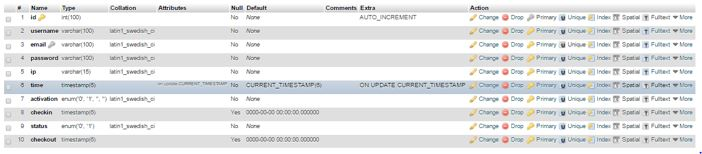 # Name Type Collation Attributes Null Default Comments Extra Action
1 id int(100) No None AUTO_INCREMENT Change Drop Primary Unique Index Spatial Fulltext More
2 username varchar(100) latin1_swedish_ci No None Change Drop Primary Unique Index Spatial Fulltext More
3 email varchar(100) latin1_swedish_ci No None Change Drop Primary Unique Index Spatial Fulltext More
4 password varchar(100) latin1_swedish_ci No None Change Drop Primary Unique Index Spatial Fulltext More
5 ip varchar(15) latin1_swedish_ci No None Change Drop Primary Unique Index Spatial Fulltext More
6 time timestamp(6) on update CURRENT_TIMESTAMP No CURRENT_TIMESTAMP(6) ON UPDATE CURRENT_TIMESTAMP Change Drop Primary Unique Index Spatial Fulltext More
7 activation latin1_swedish_ci No None Change Drop Primary Unique Index Spatial Fulltext More
8 checkin timestamp(6) Yes 0000-00-00 00:00:00.000000 Change Drop Primary Unique Index Spatial Fulltext More
9 status enum('0', '1') latin1_swedish_ci No None Change Drop Primary Unique Index Spatial Fulltext More
10 checkout timestamp(6) Yes 0000-00-00 00:00:00.000000 Change Drop Primary Unique Index Spatial Fulltext More